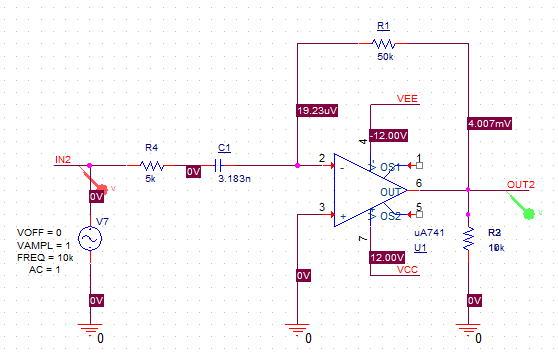 R1
50k
VEE
19.23uV
4.007mV
-12.00V
4
R4
C1
IN2
5k
0V
3.183n
2
-
V-
OS1
1
V
0V
OUT
6
OUT2
3
+
V+
OS2
5
V
V7
VOFF = 0
VAMPL = 1
FREQ = 10k
AC = 1
7
uA741
U1
12.00V
VCC
10k
0V
0V
0V
0
0
0